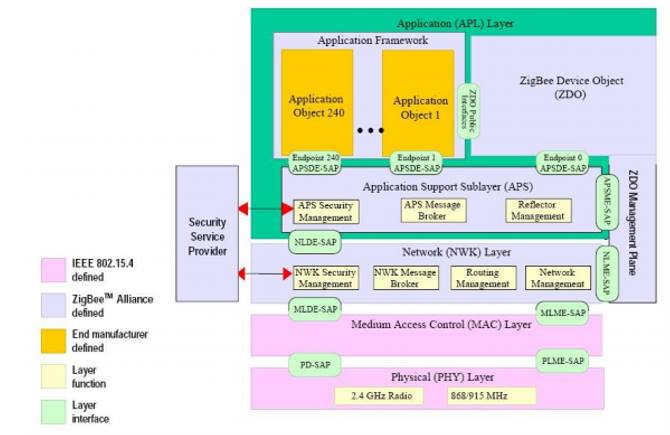 Application (APL) Layer
Application Framework
Application
Object 240
Application
Object 1
ZDO Public
Interfaces
ZigBee Device Object
(ZDO)
Endpoint 240
APSDE-SAP
Endpoint 1
APSDE-SAP
Endpoint 0
APSDE-SAP
Application Support Sublayer (APS)
APS Security
Management
APS Message
Broker
Reflector
Management
APSME-SAP
ZDO Management Plane
Security
Service
Provider
NLDE-SAP
Network (NWK) Layer
NWK Security
Management
NWK Message
Broker
Routing
Management
Network
Management
NLME-SAP
MLDE-SAP
MLME-SAP
Medium Access Control (MAC) Layer
PD-SAP
PLME-SAP
Physical (PHY) Layer
2.4 GHz Radio
868/915 MHz
IEEE 802.15.4
defined
ZigBee™ Alliance
defined
End manufacturer
defined
Layer
function
Layer
interface